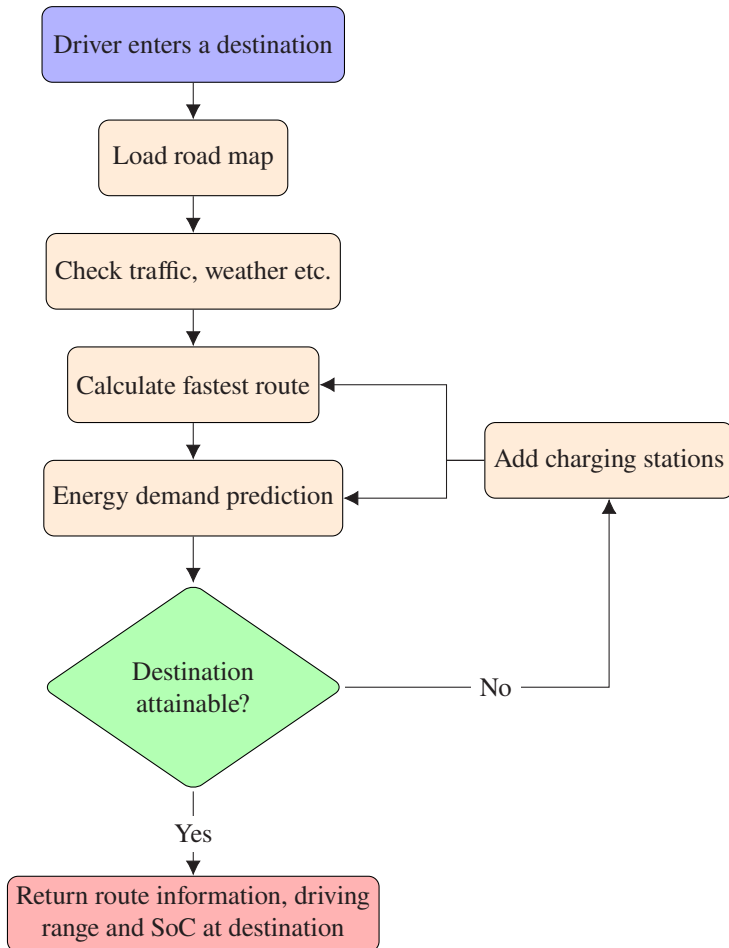 Driver enters a destination
Load road map
Check traffic, weather etc.
Calculate fastest route
Add charging stations
Energy demand prediction
Destination
attainable?
No
Yes
Return route information, driving
range and SoC at destination